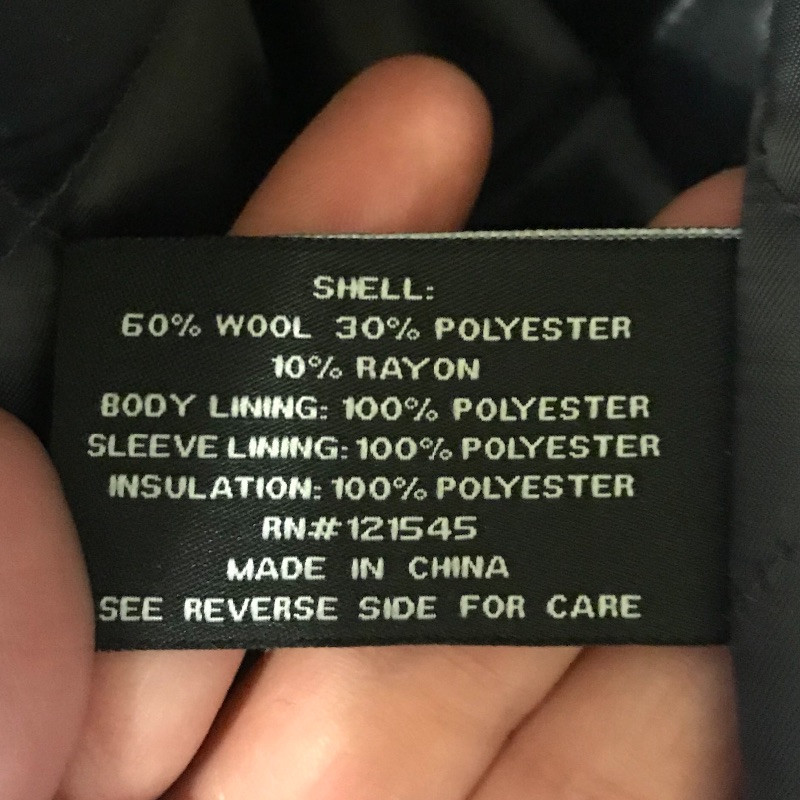 SHELL:
60% WOOL 30% POLYESTER
10% RAYON
BODY LINING: 100% POLYESTER
SLEEVE LINING: 100% POLYESTER
INSULATION: 100% POLYESTER
RN# 121545
MADE IN CHINA
SEE REVERSE SIDE FOR CARE